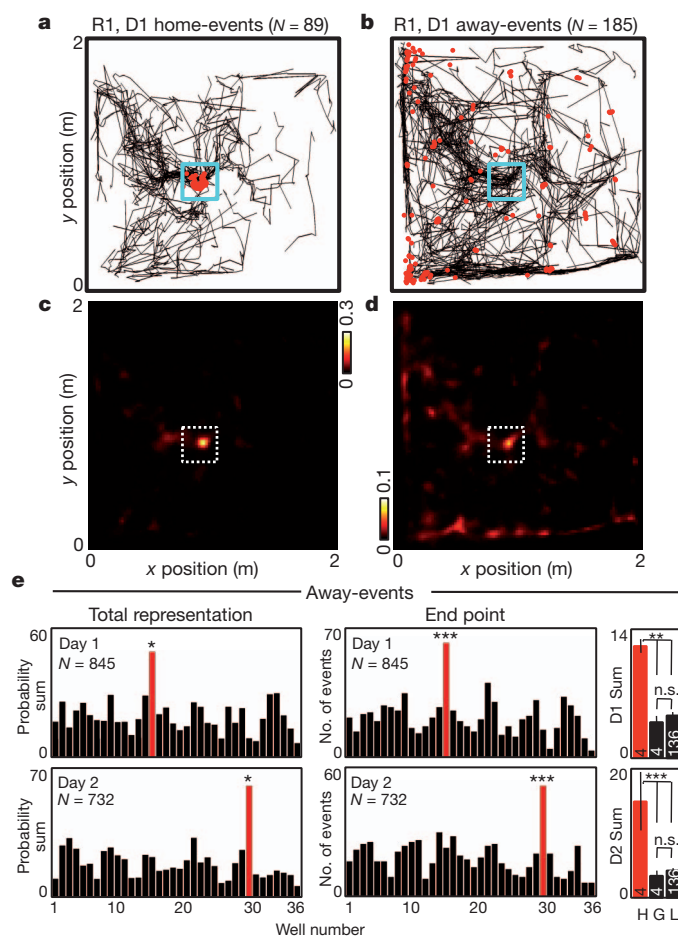 a R1, D1 home-events (N = 89)
b R1, D1 away-events (N = 185)
2
y position (m)
0
c
d
2
y position (m)
0
0 0.3
0 0.1
0 x position (m) 2
0 x position (m) 2
e
Away-events
Total representation
End point
60
Probability sum
0
Day 1
N = 845
*
70
No. of events
0
Day 1
N = 845
***
14
D1 Sum
0
**
n.s.
4 4 136
70
Probability sum
0
Day 2
N = 732
*
70
No. of events
0
Day 2
N = 732
***
20
D2 Sum
0
***
n.s.
4 4 136
1 10 20 30 36
1 10 20 30 36
H G L
Well number